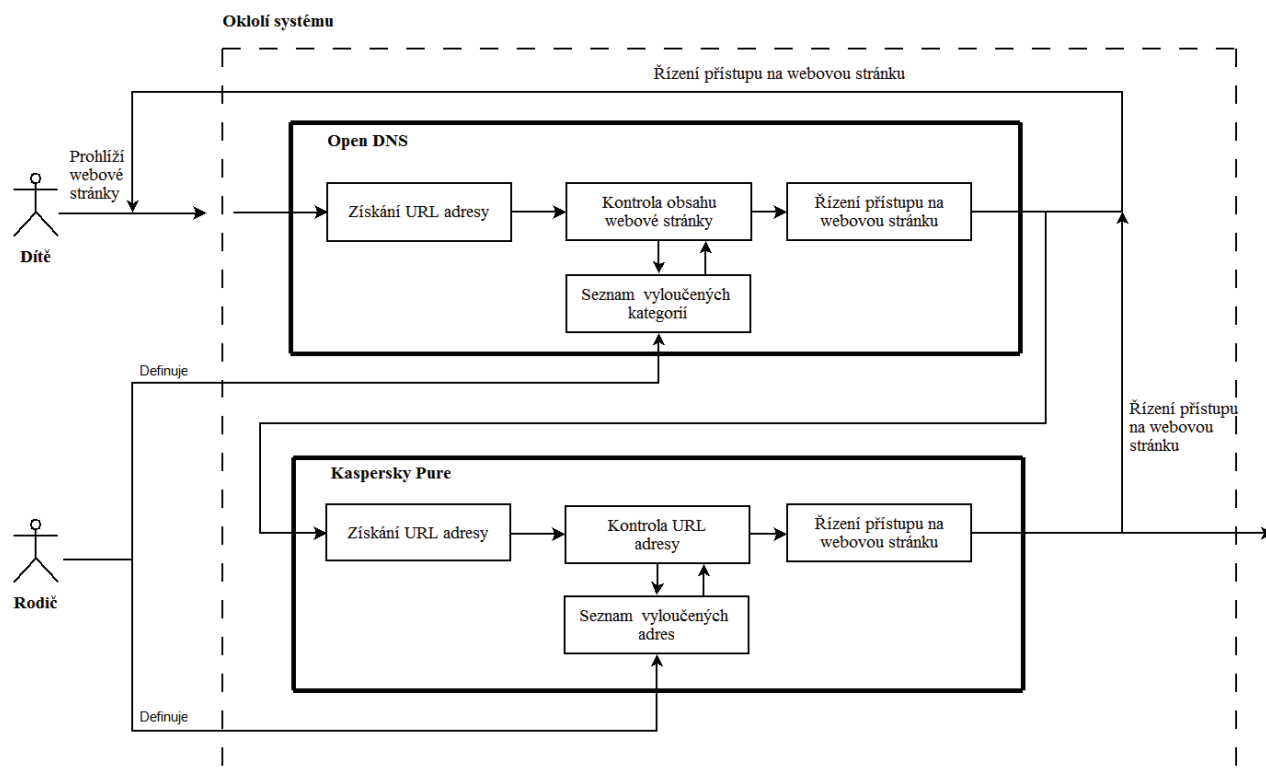 Oklolí systému
Řízení přístupu na webovou stránku
Open DNS
Prohlíží
webové
stránky
Dítě
Získání URL adresy
Kontrola obsahu
webové stránky
Řízení přístupu na
webovou stránku
Seznam vyloučených
kategorií
Definuje
Řízení přístupu
na webovou
stránku
Kaspersky Pure
Rodič
Získání URL adresy
Kontrola URL
adresy
Řízení přístupu na
webovou stránku
Seznam vyloučených
adres
Definuje